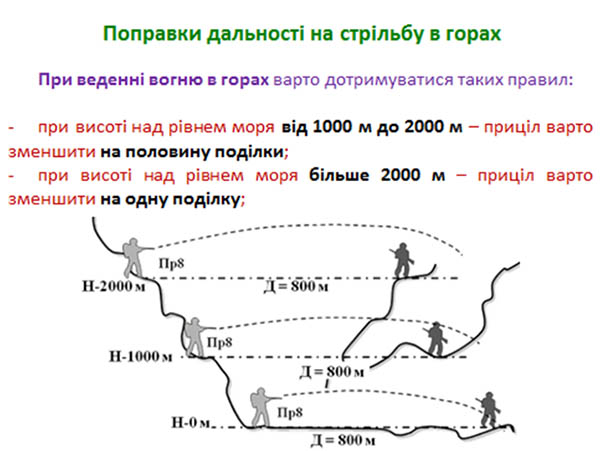 Поправки дальності на стрільбу в горах
При веденні вогню в горах варто дотримуватися таких правил:
- при висоті над рівнем моря від 1000 м до 2000 м – приціл варто
зменшити на половину поділки;
- при висоті над рівнем моря більше 2000 м – приціл варто
зменшити на одну поділку;
Пр8
Н-2000 м
Д = 800 м
Пр8
Н-1000 м
Д = 800 м
Пр8
Н-0 м
Д = 800 м